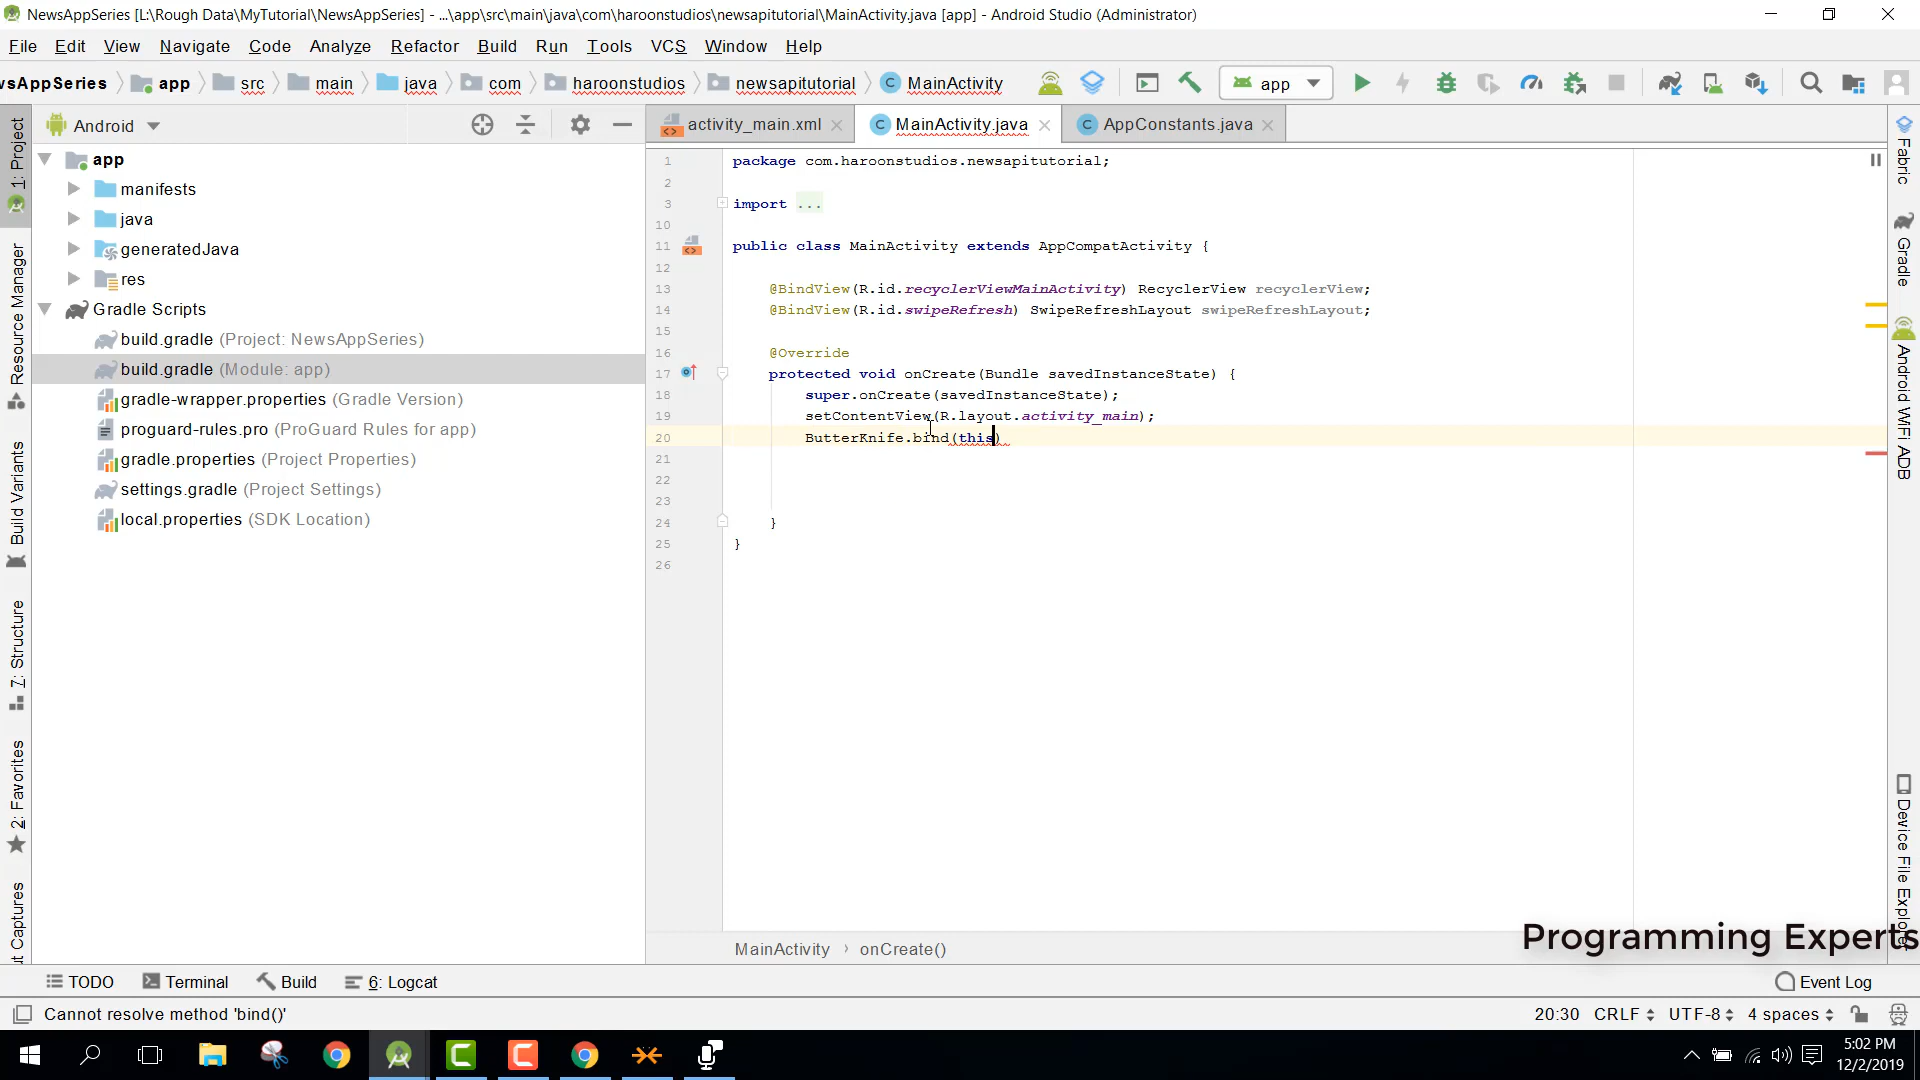 NewsAppSeries [L:\Rough Data\MyTutorial\NewsAppSeries] - ...\app\src\main\java\com\haroonstudios\newsapitutorial\MainActivity.java [app] - Android Studio (Administrator)
File Edit View Navigate Code Analyze Refactor Build Run Tools VCS Window Help
wsAppSeries app src main java com haroonstudios newsapitutorial MainActivity app
Android
activity_main.xml MainActivity.java AppConstants.java
app
manifests
java
generatedJava
res
Gradle Scripts
build.gradle (Project: NewsAppSeries)
build.gradle (Module: app)
gradle-wrapper.properties (Gradle Version)
proguard-rules.pro (ProGuard Rules for app)
gradle.properties (Project Properties)
settings.gradle (Project Settings)
local.properties (SDK Location)
1: Project
Resource Manager
Build Variants
7: Structure
2: Favorites
ut Captures
1 package com.haroonstudios.newsapitutorial;
2
3 import ...
10
11 public class MainActivity extends AppCompatActivity {
12
13 @BindView(R.id.recyclerViewMainActivity) RecyclerView recyclerView;
14 @BindView(R.id.swipeRefresh) SwipeRefreshLayout swipeRefreshLayout;
15
16 @Override
17 protected void onCreate(Bundle savedInstanceState) {
18 super.onCreate(savedInstanceState);
19 setContentView(R.layout.activity_main);
20 ButterKnife.bind(this)
21
22
23
24 }
25 }
26
Fabric
Gradle
Android WiFi ADB
Device File Explorer
Programming Experts
MainActivity › onCreate()
TODO Terminal Build 6: Logcat Event Log
Cannot resolve method 'bind()' 20:30 CRLF UTF-8 4 spaces
5:02 PM
12/2/2019